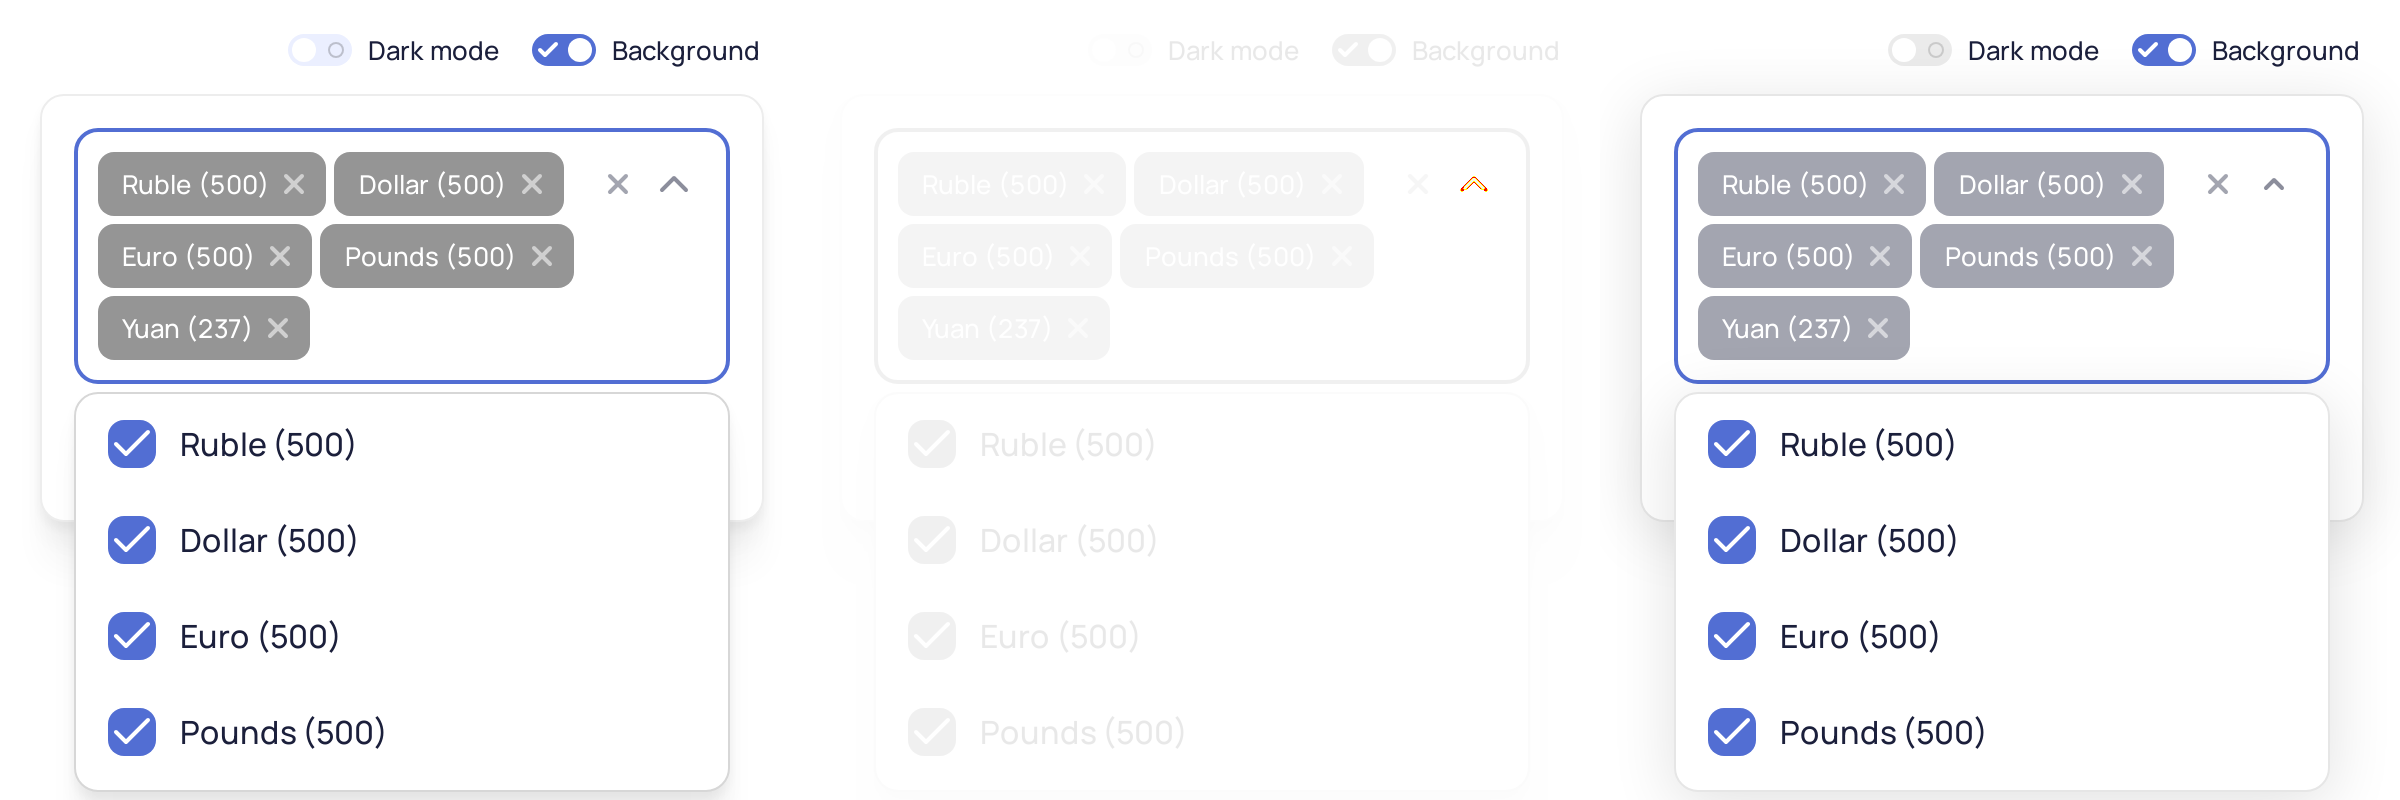 Dark mode Background
Ruble (500) Dollar (500)
Euro (500) Pounds (500)
Yuan (237)
Ruble (500)
Dollar (500)
Euro (500)
Pounds (500)
Dark mode Background
Ruble (500) Dollar (500)
Euro (500) Pounds (500)
Yuan (237)
Ruble (500)
Dollar (500)
Euro (500)
Pounds (500)
Dark mode Background
Ruble (500) Dollar (500)
Euro (500) Pounds (500)
Yuan (237)
Ruble (500)
Dollar (500)
Euro (500)
Pounds (500)